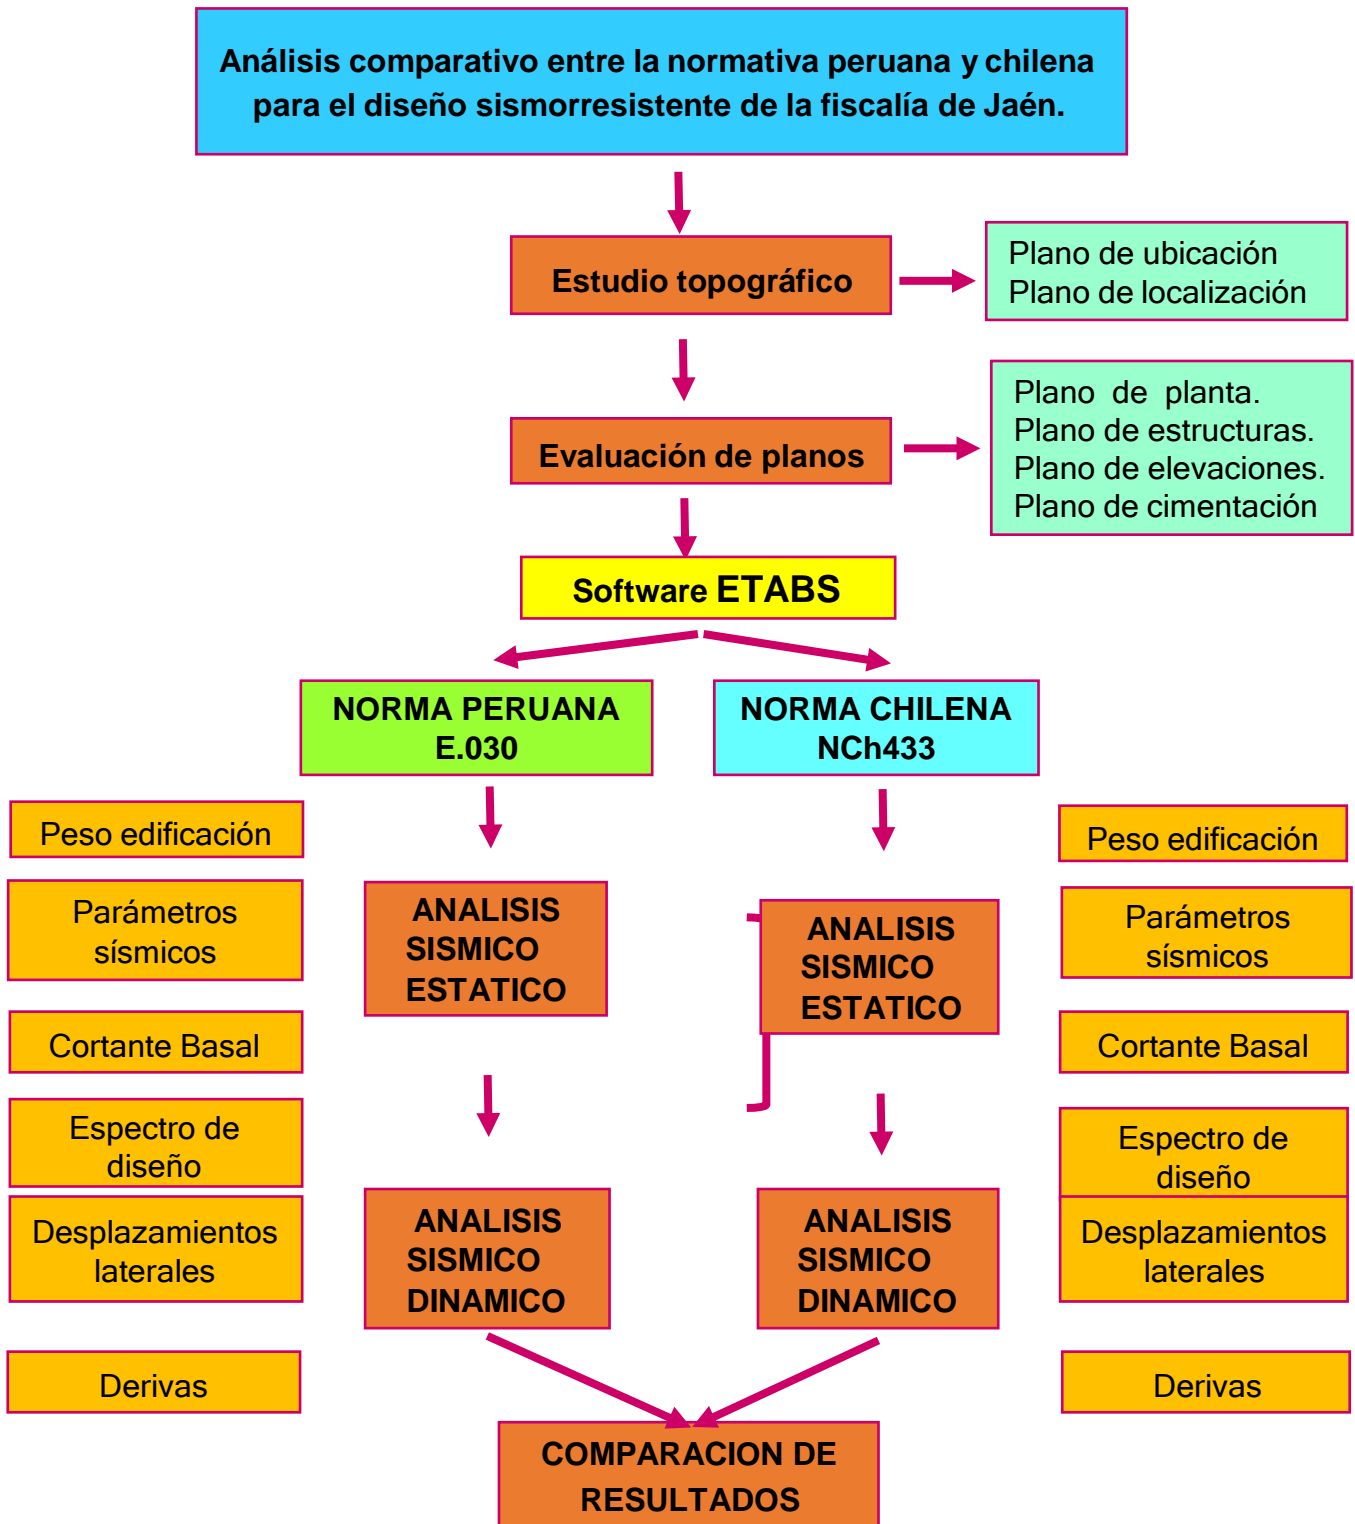 Análisis comparativo entre la normativa peruana y chilena
para el diseño sismorresistente de la fiscalía de Jaén.
Estudio topográfico
Plano de ubicación
Plano de localización
Evaluación de planos
Plano de planta.
Plano de estructuras.
Plano de elevaciones.
Plano de cimentación
Software ETABS
NORMA PERUANA
E.030
NORMA CHILENA
NCh433
Peso edificación
Parámetros
sísmicos
Cortante Basal
Espectro de
diseño
Desplazamientos
laterales
Derivas
ANALISIS
SISMICO
ESTATICO
ANALISIS
SISMICO
DINAMICO
ANALISIS
SISMICO
ESTATICO
ANALISIS
SISMICO
DINAMICO
Peso edificación
Parámetros
sísmicos
Cortante Basal
Espectro de
diseño
Desplazamientos
laterales
Derivas
COMPARACION DE
RESULTADOS